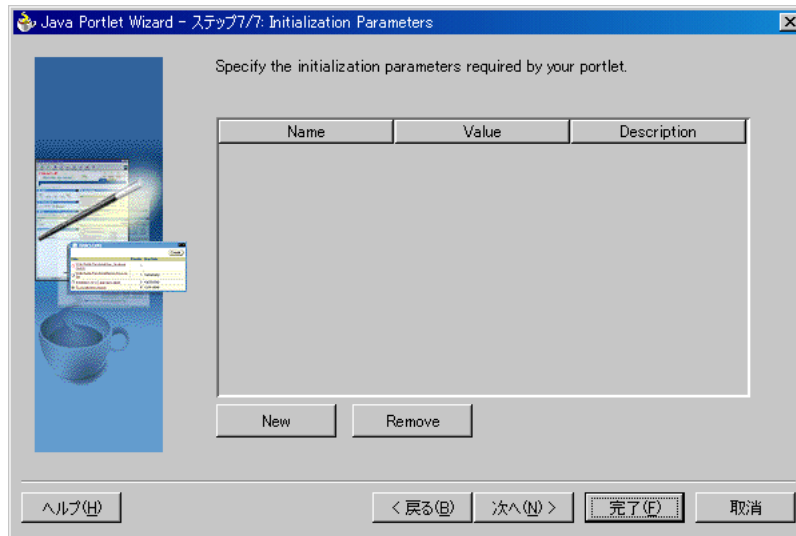 Java Portlet Wizard - ステップ7/7: Initialization Parameters
Specify the initialization parameters required by your portlet.
Name Value Description
New Remove
ヘルプ(H) < 戻る(B) 次へ(N) > 完了(F) 取消